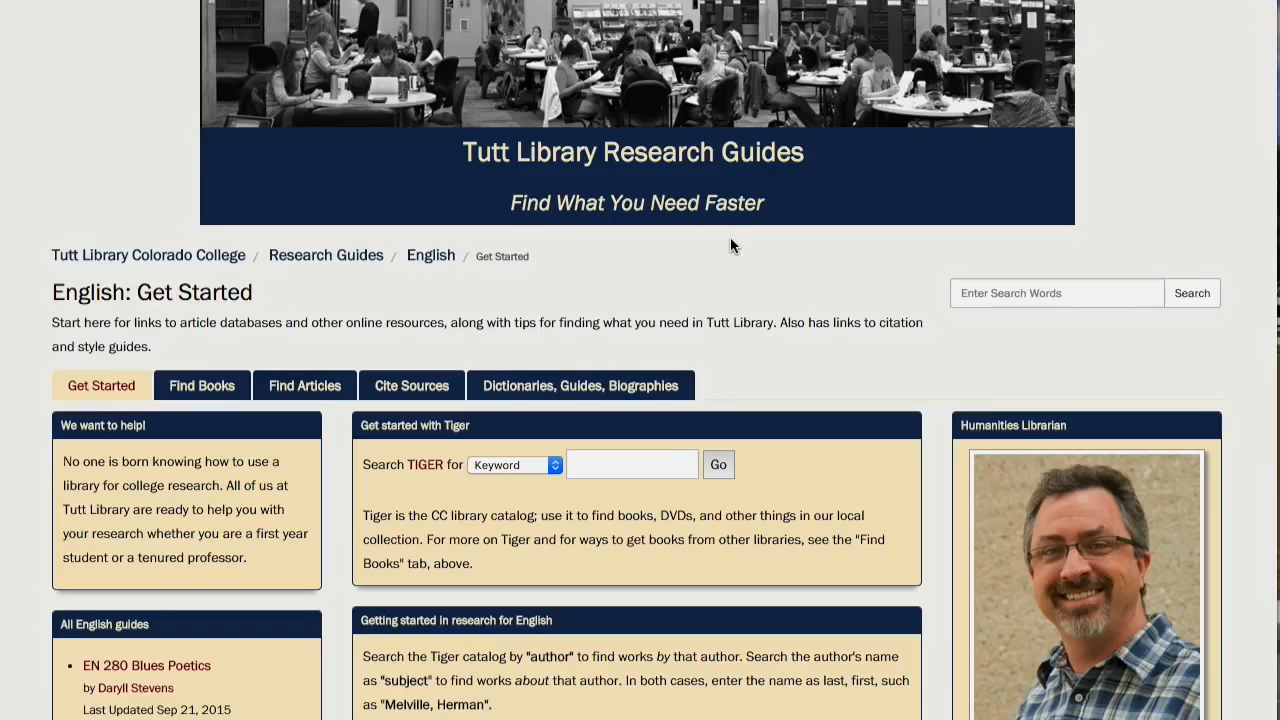 Tutt Library Research Guides
Find What You Need Faster
Tutt Library Colorado College / Research Guides / English / Get Started
English: Get Started
Enter Search Words
Search
Start here for links to article databases and other online resources, along with tips for finding what you need in Tutt Library. Also has links to citation
and style guides.
Get Started
Find Books
Find Articles
Cite Sources
Dictionaries, Guides, Biographies
We want to help!
No one is born knowing how to use a
library for college research. All of us at
Tutt Library are ready to help you with
your research whether you are a first year
student or a tenured professor.
All English guides
• EN 280 Blues Poetics
by Daryll Stevens
Last Updated Sep 21, 2015
Get started with Tiger
Search TIGER for Keyword Go
Tiger is the CC library catalog; use it to find books, DVDs, and other things in our local
collection. For more on Tiger and for ways to get books from other libraries, see the "Find
Books" tab, above.
Getting started in research for English
Search the Tiger catalog by "author" to find works by that author. Search the author's name
as "subject" to find works about that author. In both cases, enter the name as last, first, such
as "Melville, Herman".
Humanities Librarian